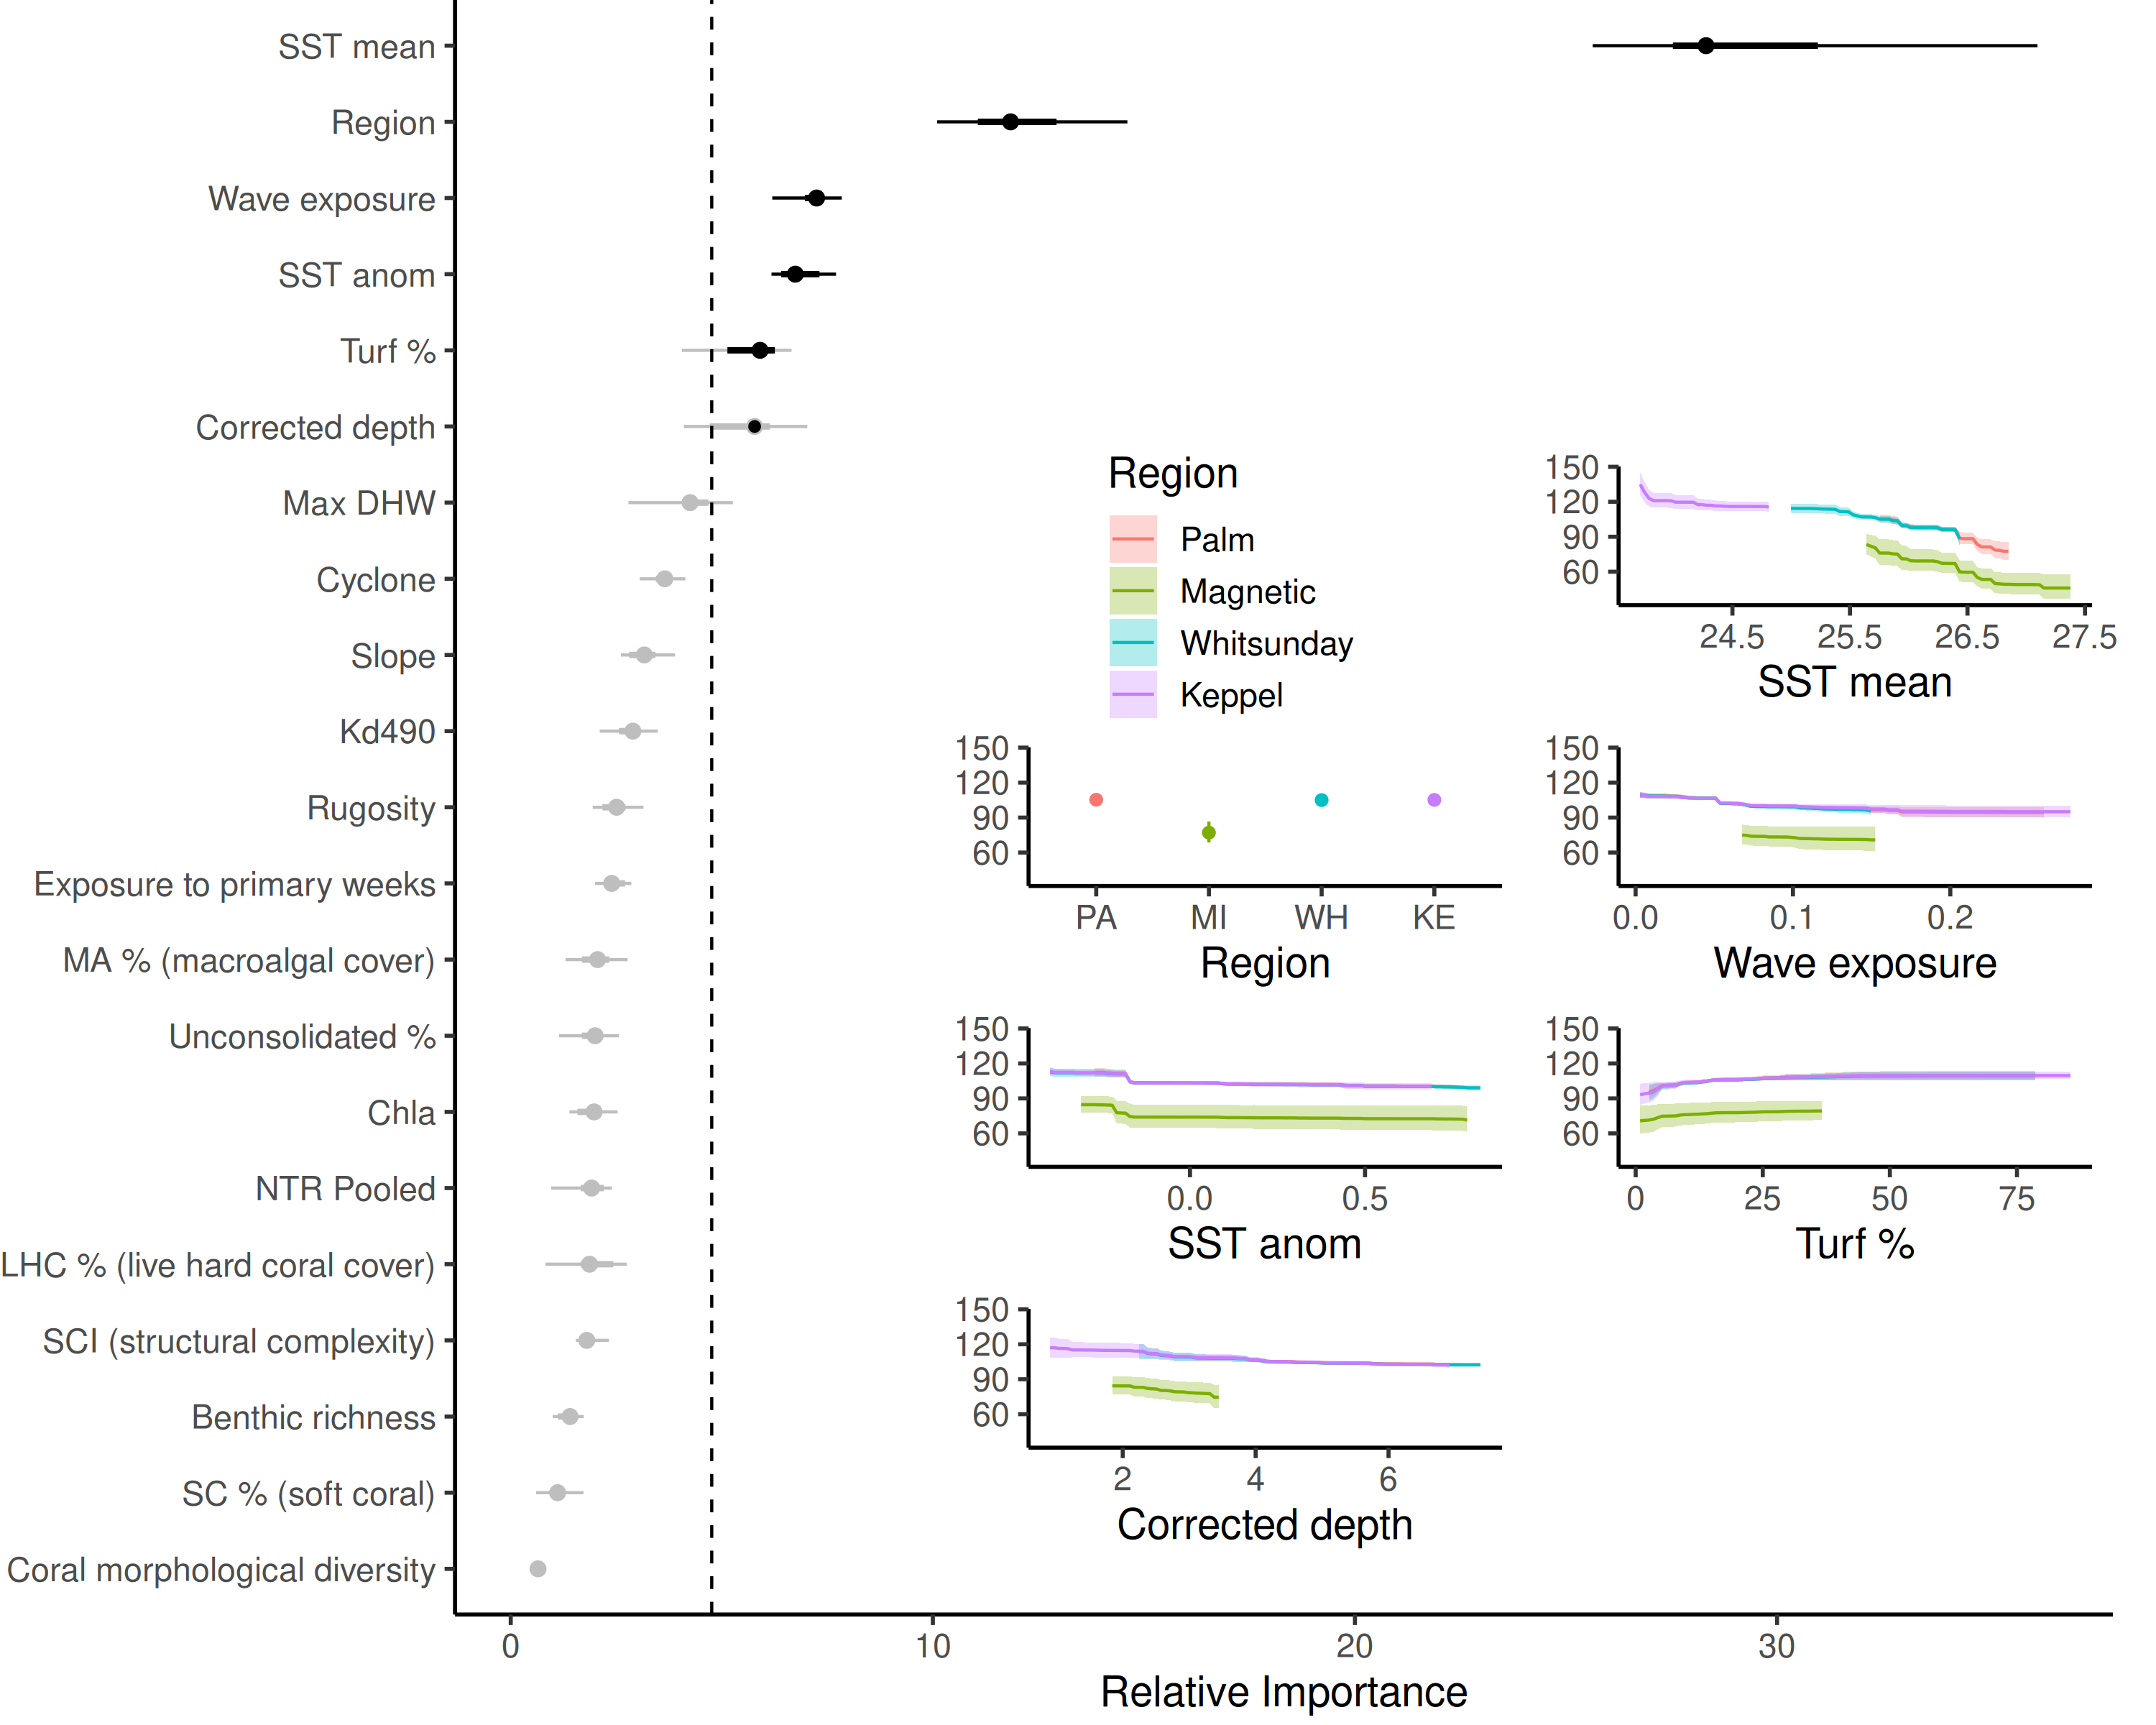 SST mean
Region
Wave exposure
SST anom
Turf %
Corrected depth
Max DHW
Cyclone
Slope
Kd490
Rugosity
Exposure to primary weeks
MA % (macroalgal cover)
Unconsolidated %
Chla
NTR Pooled
LHC % (live hard coral cover)
SCI (structural complexity)
Benthic richness
SC % (soft coral)
Coral morphological diversity
0 10 20 30
Relative Importance
Region
Palm
Magnetic
Whitsunday
Keppel
150
120
90
60
24.5 25.5 26.5 27.5
SST mean
150
120
90
60
PA MI WH KE
Region
150
120
90
60
0.0 0.1 0.2
Wave exposure
150
120
90
60
0.0 0.5
SST anom
150
120
90
60
0 25 50 75
Turf %
150
120
90
60
2 4 6
Corrected depth